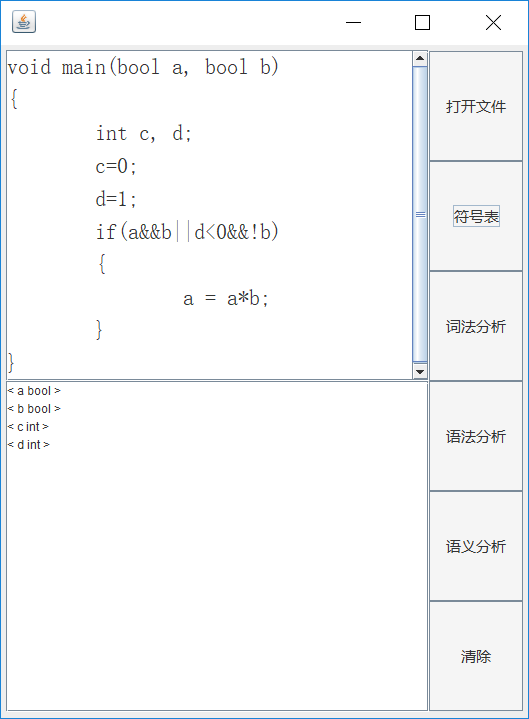 void main(bool a, bool b)
{
int c, d;
c=0;
d=1;
if(a&&b||d<0&&!b)
{
a = a*b;
}
}
< a bool >
< b bool >
< c int >
< d int >
打开文件
符号表
词法分析
语法分析
语义分析
清除